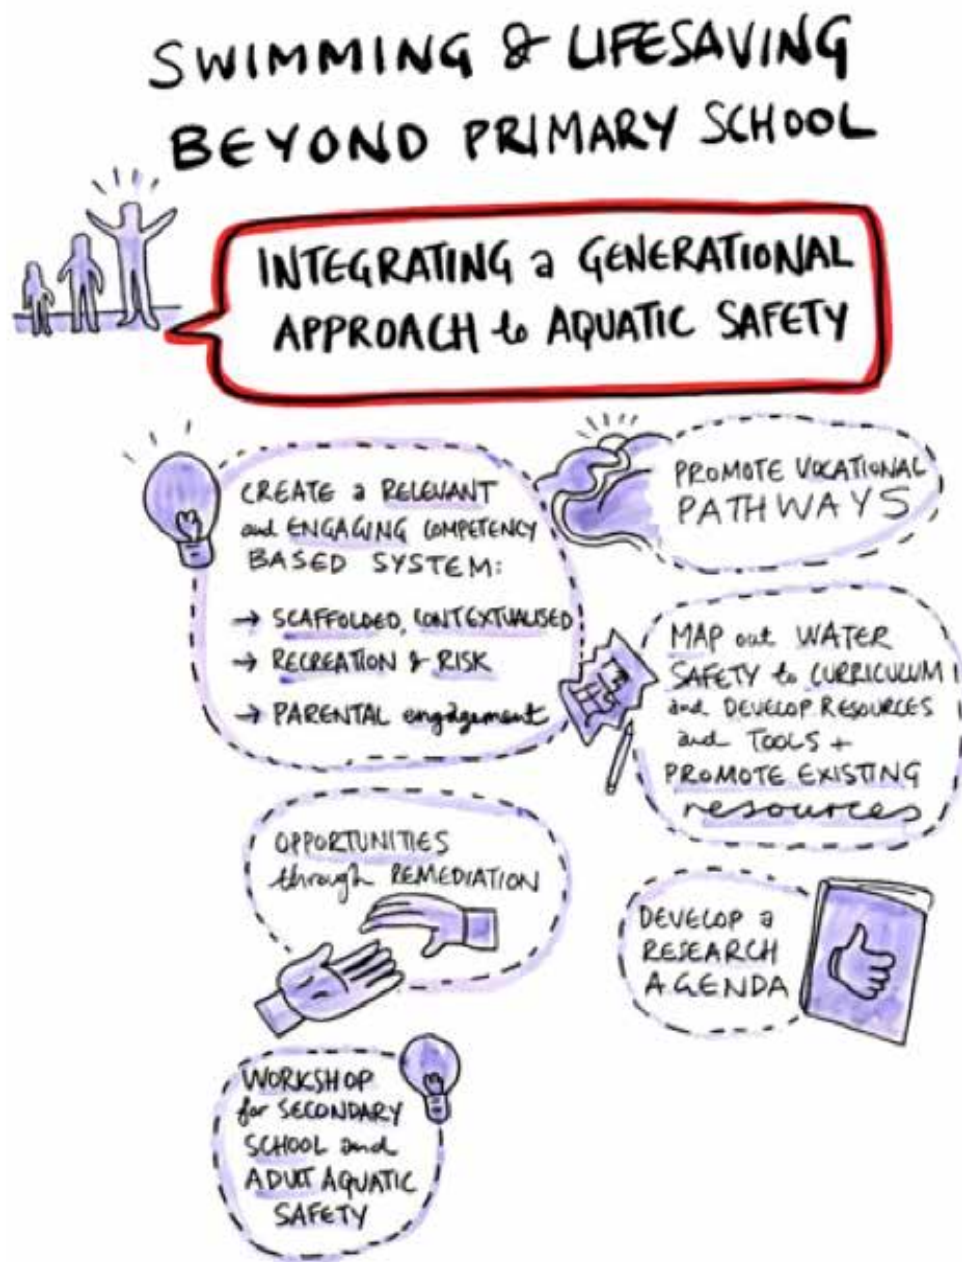 SWIMMING & LIFESAVING
BEYOND PRIMARY SCHOOL
INTEGRATING a GENERATIONAL
APPROACH to AQUATIC SAFETY
CREATE a RELEVANT
and ENGAGING COMPETENCY
BASED SYSTEM:
→ SCAFFOLDED, CONTEXTUALISED
→ RECREATION & RISK
→ PARENTAL engagement
PROMOTE VOCATIONAL
PATHWAYS
MAP out WATER
SAFETY to CURRICULUM
and DEVELOP RESOURCES
and TOOLS +
PROMOTE EXISTING
resources
OPPORTUNITIES
through REMEDIATION
DEVELOP a
RESEARCH
AGENDA
WORKSHOP
for SECONDARY
SCHOOL and
ADULT AQUATIC
SAFETY